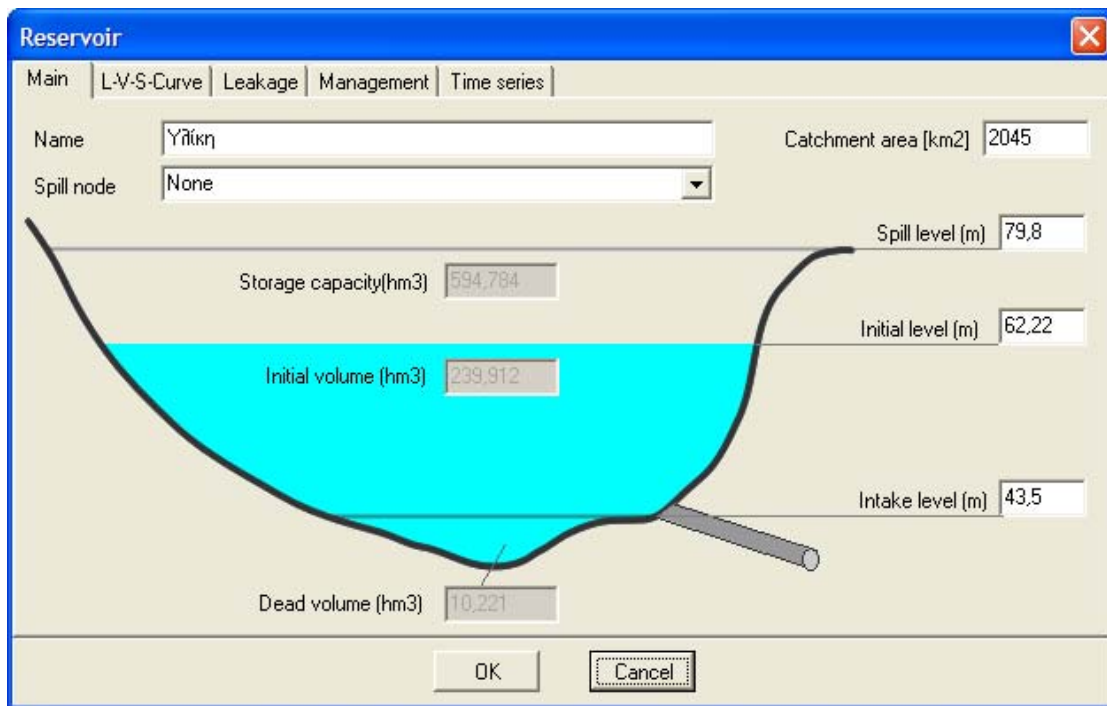 Reservoir
Main L-V-S-Curve Leakage Management Time series
Name Υλίκη Catchment area [km2] 2045
Spill node None
Spill level (m) 79,8
Storage capacity(hm3) 594,784
Initial level (m) 62,22
Initial volume (hm3) 239,912
Intake level (m) 43,5
Dead volume (hm3) 10,221
OK Cancel